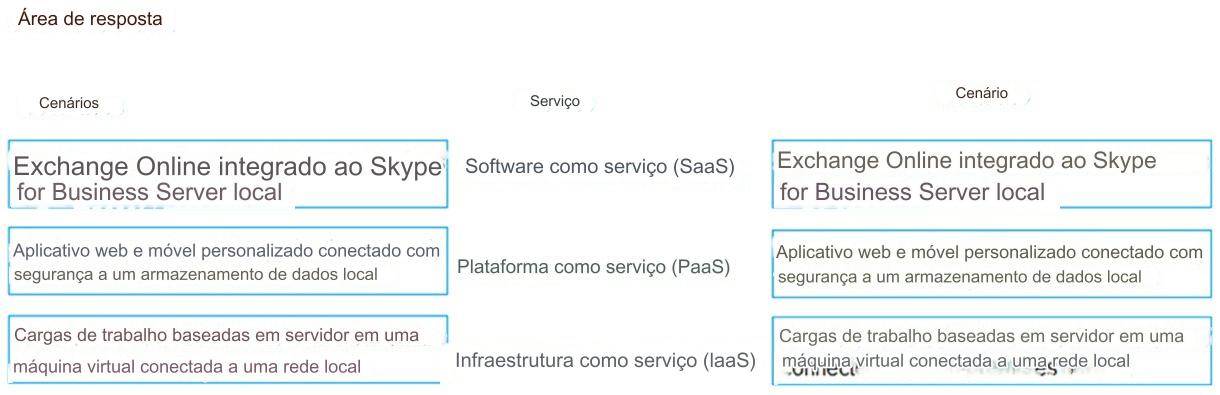 Área de resposta
Cenários
Serviço
Cenário
Exchange Online integrado ao Skype
for Business Server local
Software como serviço (SaaS)
Exchange Online integrado ao Skype
for Business Server local
Aplicativo web e móvel personalizado conectado com
segurança a um armazenamento de dados local
Plataforma como serviço (PaaS)
Aplicativo web e móvel personalizado conectado com
segurança a um armazenamento de dados local
Cargas de trabalho baseadas em servidor em uma
máquina virtual conectada a uma rede local
Infraestrutura como serviço (IaaS)
Cargas de trabalho baseadas em servidor em uma
máquina virtual conectada a uma rede local